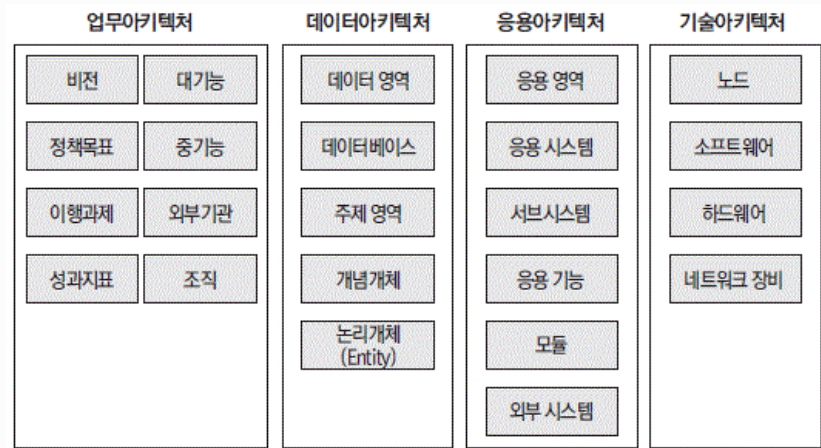 업무아키텍처
비전
대기능
정책목표
중기능
이행과제
외부기관
성과지표
조직
데이터아키텍처
데이터 영역
데이터베이스
주제 영역
개념개체
논리개체
(Entity)
응용아키텍처
응용 영역
응용 시스템
서브시스템
응용 기능
모듈
외부 시스템
기술아키텍처
노드
소프트웨어
하드웨어
네트워크 장비